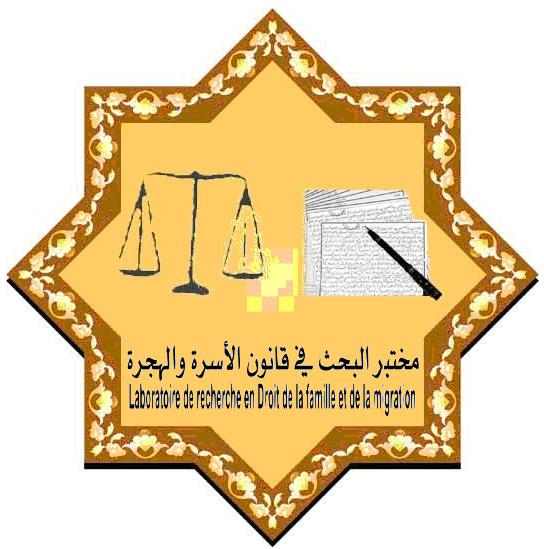 مختبر البحث في قانون الأسرة والهجرة
Laboratoire de recherche en Droit de la famille et de la migration